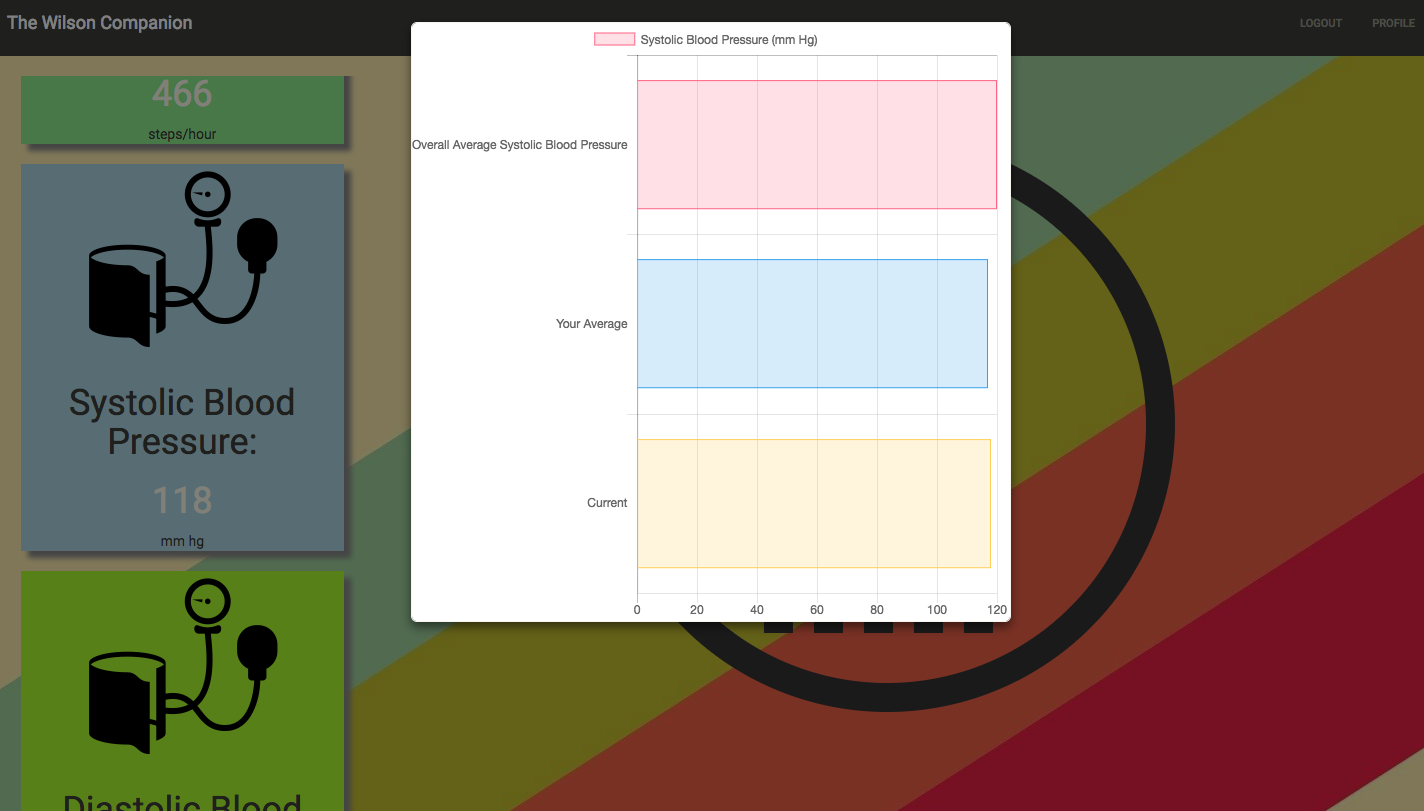 The Wilson Companion
LOGOUT PROFILE
466
steps/hour
Systolic Blood
Pressure:
118
mm hg
Diastolic Blood
Systolic Blood Pressure (mm Hg)
Overall Average Systolic Blood Pressure
Your Average
Current
0 20 40 60 80 100 120